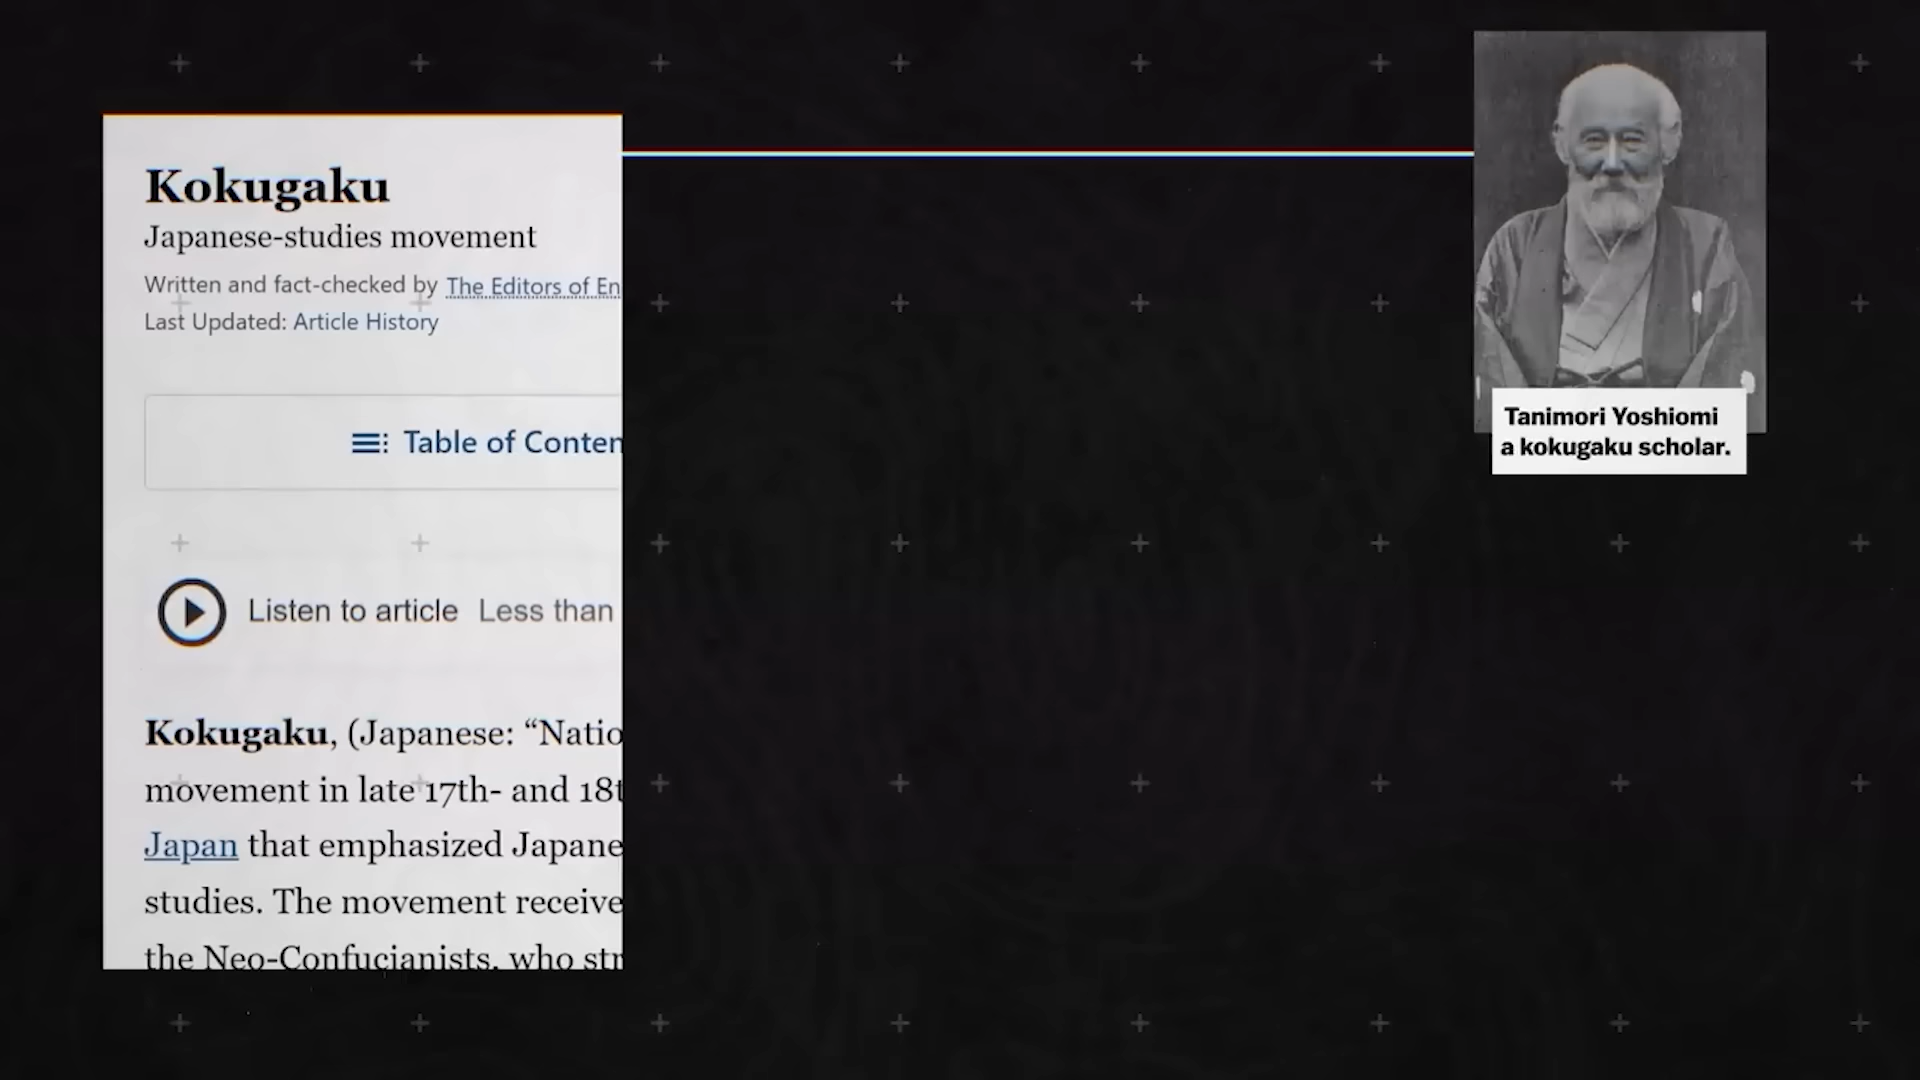 Kokugaku
Japanese-studies movement
Written and fact-checked by The Editors of En
Last Updated: Article History
Table of Conten
Listen to article Less than
Kokugaku, (Japanese: “Natio
movement in late 17th- and 18t
Japan that emphasized Japane
studies. The movement receive
the Neo-Confucianists, who str
Tanimori Yoshiomi
a kokugaku scholar.